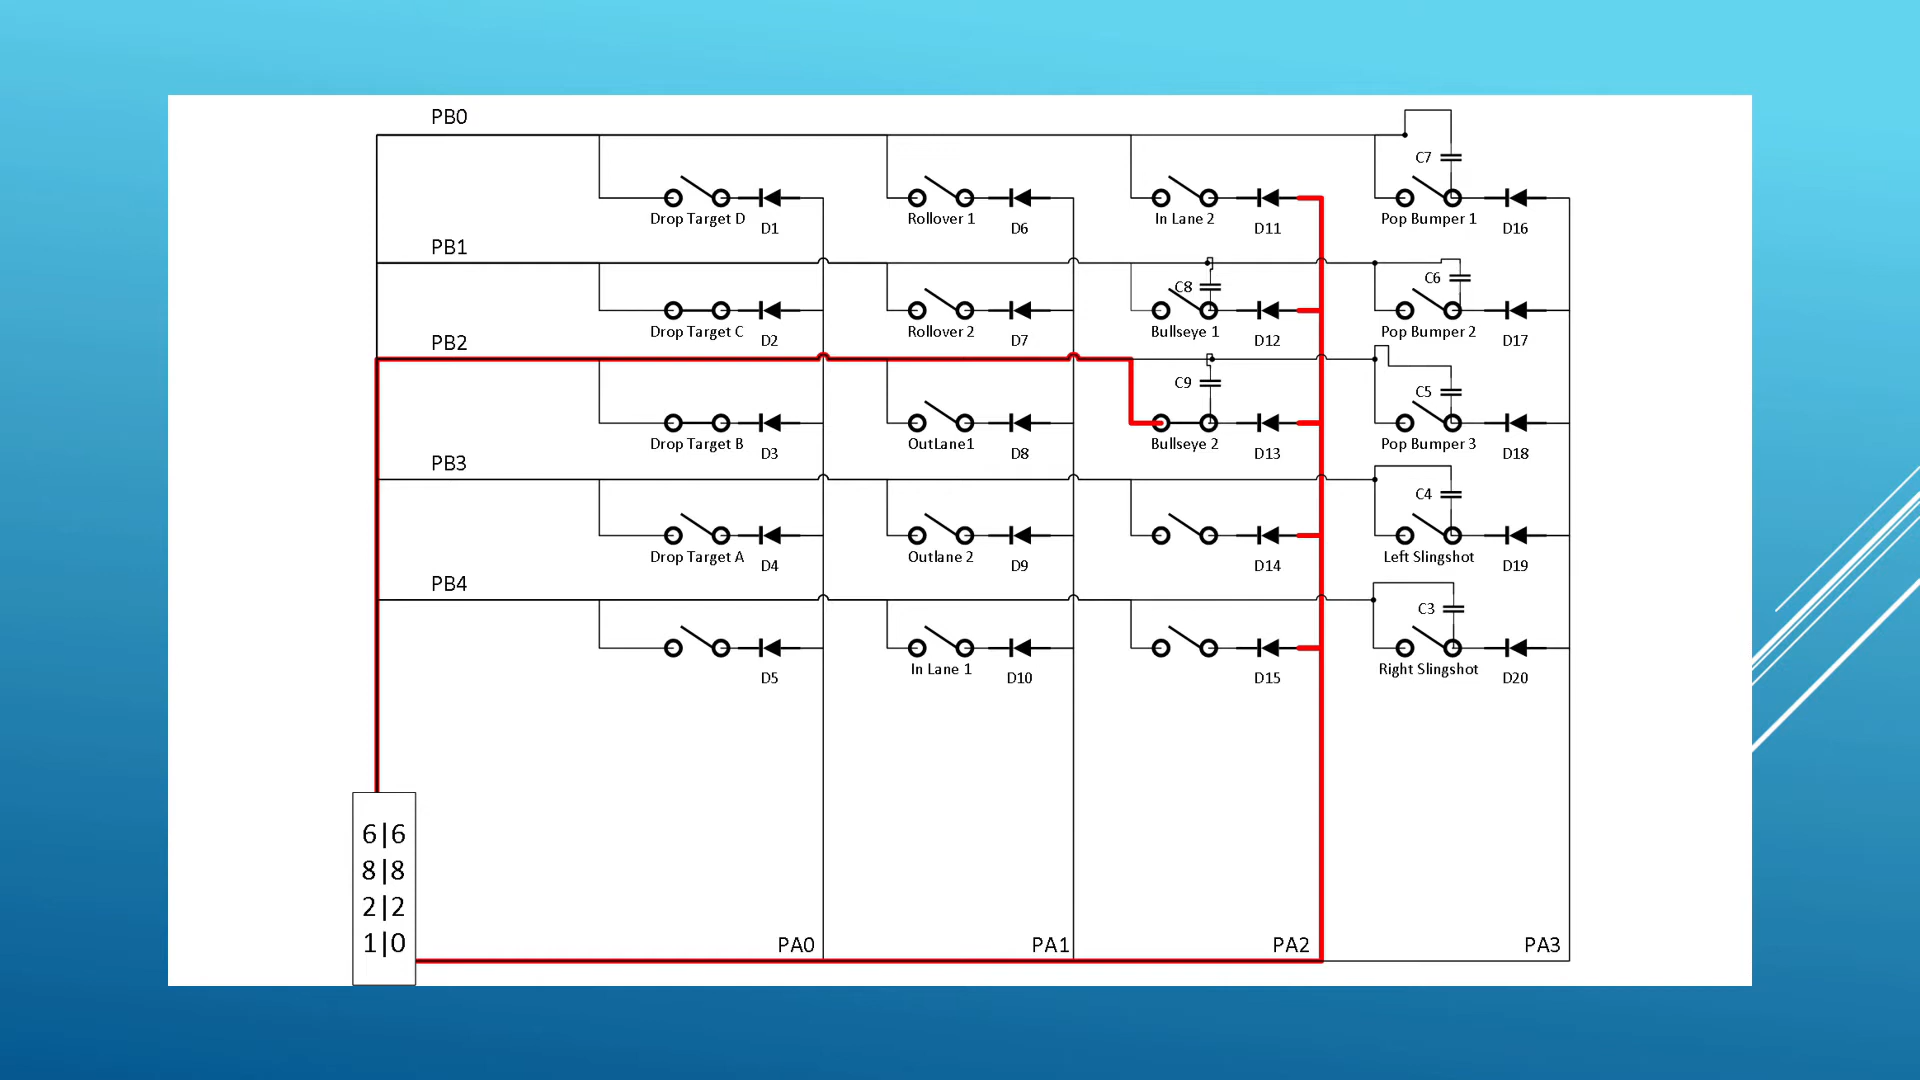 PB0
C7
Drop Target D
D1
Rollover 1
D6
In Lane 2
D11
Pop Bumper 1
D16
PB1
C8
C6
Drop Target C
D2
Rollover 2
D7
Bullseye 1
D12
Pop Bumper 2
D17
PB2
C9
C5
Drop Target B
D3
OutLane1
D8
Bullseye 2
D13
Pop Bumper 3
D18
PB3
C4
Drop Target A
D4
Outlane 2
D9
D14
Left Slingshot
D19
PB4
C3
D5
In Lane 1
D10
D15
Right Slingshot
D20
6|6
8|8
2|2
1|0
PA0
PA1
PA2
PA3